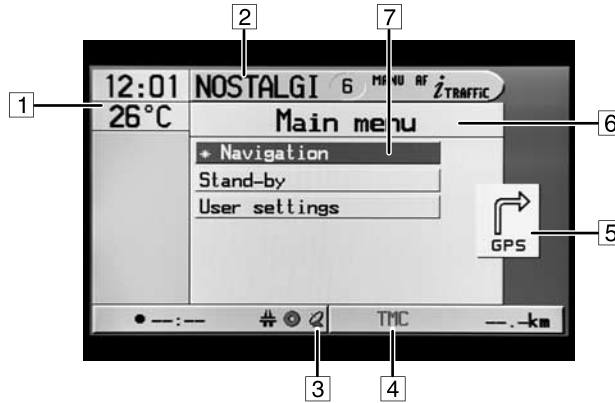 2
7
12:01 NOSTALGI 6 MANU AF i TRAFFIC
1
26°C Main menu
6
Navigation
Stand-by
User settings
GPS
5
--:-- TMC --.-km
3
4